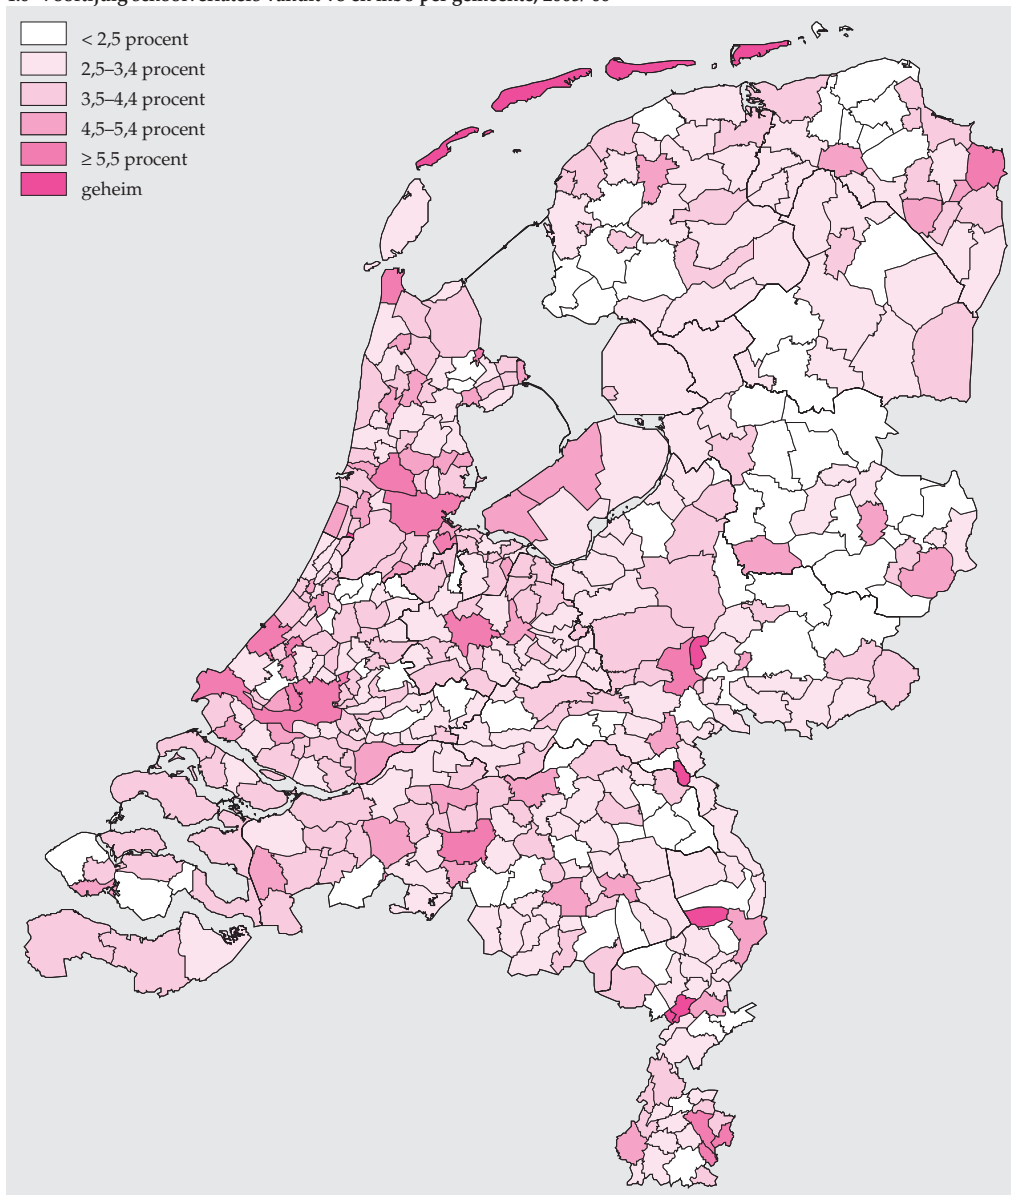 < 2,5 procent
2,5–3,4 procent
3,5–4,4 procent
4,5–5,4 procent
≥ 5,5 procent
geheim